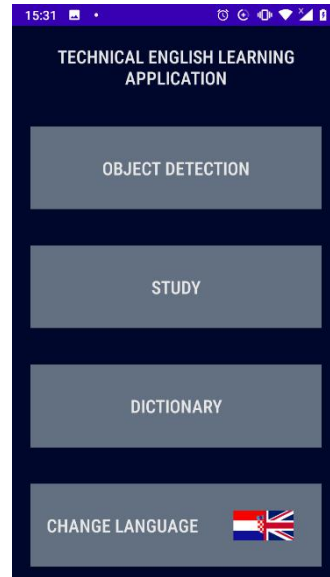 15:31
TECHNICAL ENGLISH LEARNING
APPLICATION
OBJECT DETECTION
STUDY
DICTIONARY
CHANGE LANGUAGE